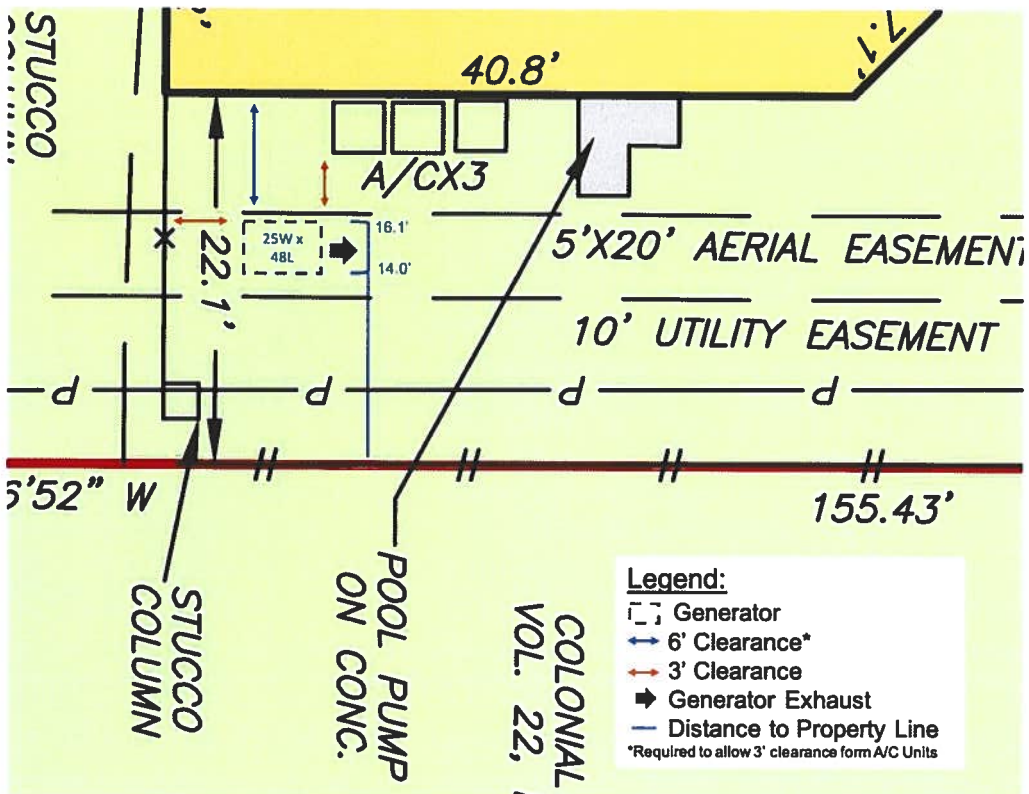 STUCCO
40.8'
7.1'
A/CX3
22.1'
25W x
48L
16.1'
14.0'
5'X20' AERIAL EASEMENT
10' UTILITY EASEMENT
P
P
P
P
6'52" W
155.43'
STUCCO
COLUMN
POOL PUMP
ON CONC.
COLONIAL
VOL. 22,
Legend:
Generator
6' Clearance*
3' Clearance
Generator Exhaust
Distance to Property Line
*Required to allow 3' clearance form A/C Units